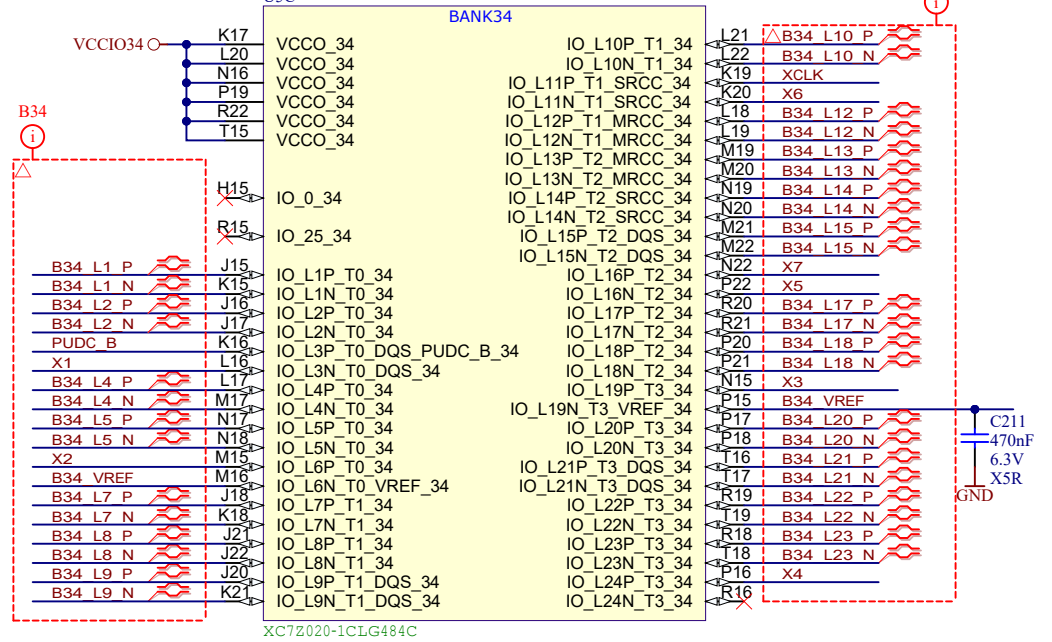 BANK34
VCCIO34
K17 VCCO_34
L20 VCCO_34
N16 VCCO_34
P19 VCCO_34
R22 VCCO_34
T15 VCCO_34
B34
i
H15 IO_0_34
R15 IO_25_34
B34_L1_P J15 IO_L1P_T0_34
B34_L1_N K15 IO_L1N_T0_34
B34_L2_P J16 IO_L2P_T0_34
B34_L2_N J17 IO_L2N_T0_34
PUDC_B K16 IO_L3P_T0_DQS_PUDC_B_34
X1 L16 IO_L3N_T0_DQS_34
B34_L4_P L17 IO_L4P_T0_34
B34_L4_N M17 IO_L4N_T0_34
B34_L5_P N17 IO_L5P_T0_34
B34_L5_N N18 IO_L5N_T0_34
X2 M15 IO_L6P_T0_34
B34_VREF M16 IO_L6N_T0_VREF_34
B34_L7_P J18 IO_L7P_T1_34
B34_L7_N K18 IO_L7N_T1_34
B34_L8_P J21 IO_L8P_T1_34
B34_L8_N J22 IO_L8N_T1_34
B34_L9_P J20 IO_L9P_T1_DQS_34
B34_L9_N K21 IO_L9N_T1_DQS_34
i
IO_L10P_T1_34 L21 B34_L10_P
IO_L10N_T1_34 L22 B34_L10_N
IO_L11P_T1_SRCC_34 K19 XCLK
IO_L11N_T1_SRCC_34 K20 X6
IO_L12P_T1_MRCC_34 L18 B34_L12_P
IO_L12N_T1_MRCC_34 L19 B34_L12_N
IO_L13P_T2_MRCC_34 M19 B34_L13_P
IO_L13N_T2_MRCC_34 M20 B34_L13_N
IO_L14P_T2_SRCC_34 N19 B34_L14_P
IO_L14N_T2_SRCC_34 N20 B34_L14_N
IO_L15P_T2_DQS_34 M21 B34_L15_P
IO_L15N_T2_DQS_34 M22 B34_L15_N
IO_L16P_T2_34 N22 X7
IO_L16N_T2_34 P22 X5
IO_L17P_T2_34 R20 B34_L17_P
IO_L17N_T2_34 R21 B34_L17_N
IO_L18P_T2_34 P20 B34_L18_P
IO_L18N_T2_34 P21 B34_L18_N
IO_L19P_T3_34 N15 X3
IO_L19N_T3_VREF_34 P15 B34_VREF
IO_L20P_T3_34 P17 B34_L20_P
IO_L20N_T3_34 P18 B34_L20_N
IO_L21P_T3_DQS_34 T16 B34_L21_P
IO_L21N_T3_DQS_34 T17 B34_L21_N
IO_L22P_T3_34 R19 B34_L22_P
IO_L22N_T3_34 T19 B34_L22_N
IO_L23P_T3_34 R18 B34_L23_P
IO_L23N_T3_34 T18 B34_L23_N
IO_L24P_T3_34 P16 X4
IO_L24N_T3_34 R16
C211
470nF
6.3V
X5R
GND
XC7Z020-1CLG484C